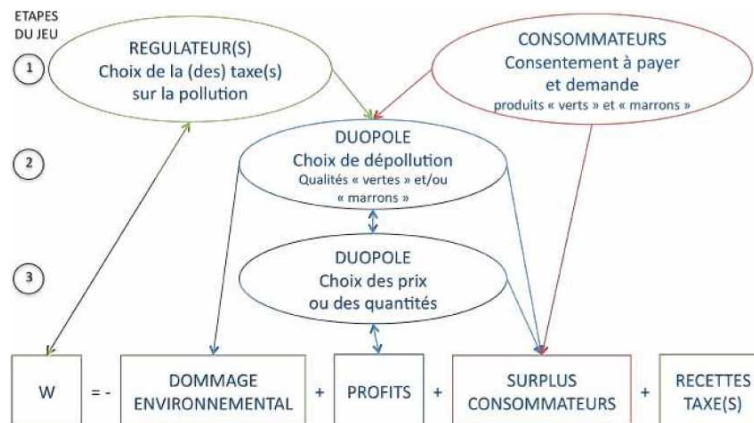 ETAPES
DU JEU
1
REGULATEUR(S)
Choix de la (des) taxe(s)
sur la pollution
CONSOMMATEURS
Consentement à payer
et demande
produits « verts » et « marrons »
2
DUOPOLE
Choix de dépollution
Qualités « vertes » et/ou
« marrons »
3
DUOPOLE
Choix des prix
ou des quantités
W
= -
DOMMAGE
ENVIRONNEMENTAL
+
PROFITS
+
SURPLUS
CONSOMMATEURS
+
RECETTES
TAXE(S)